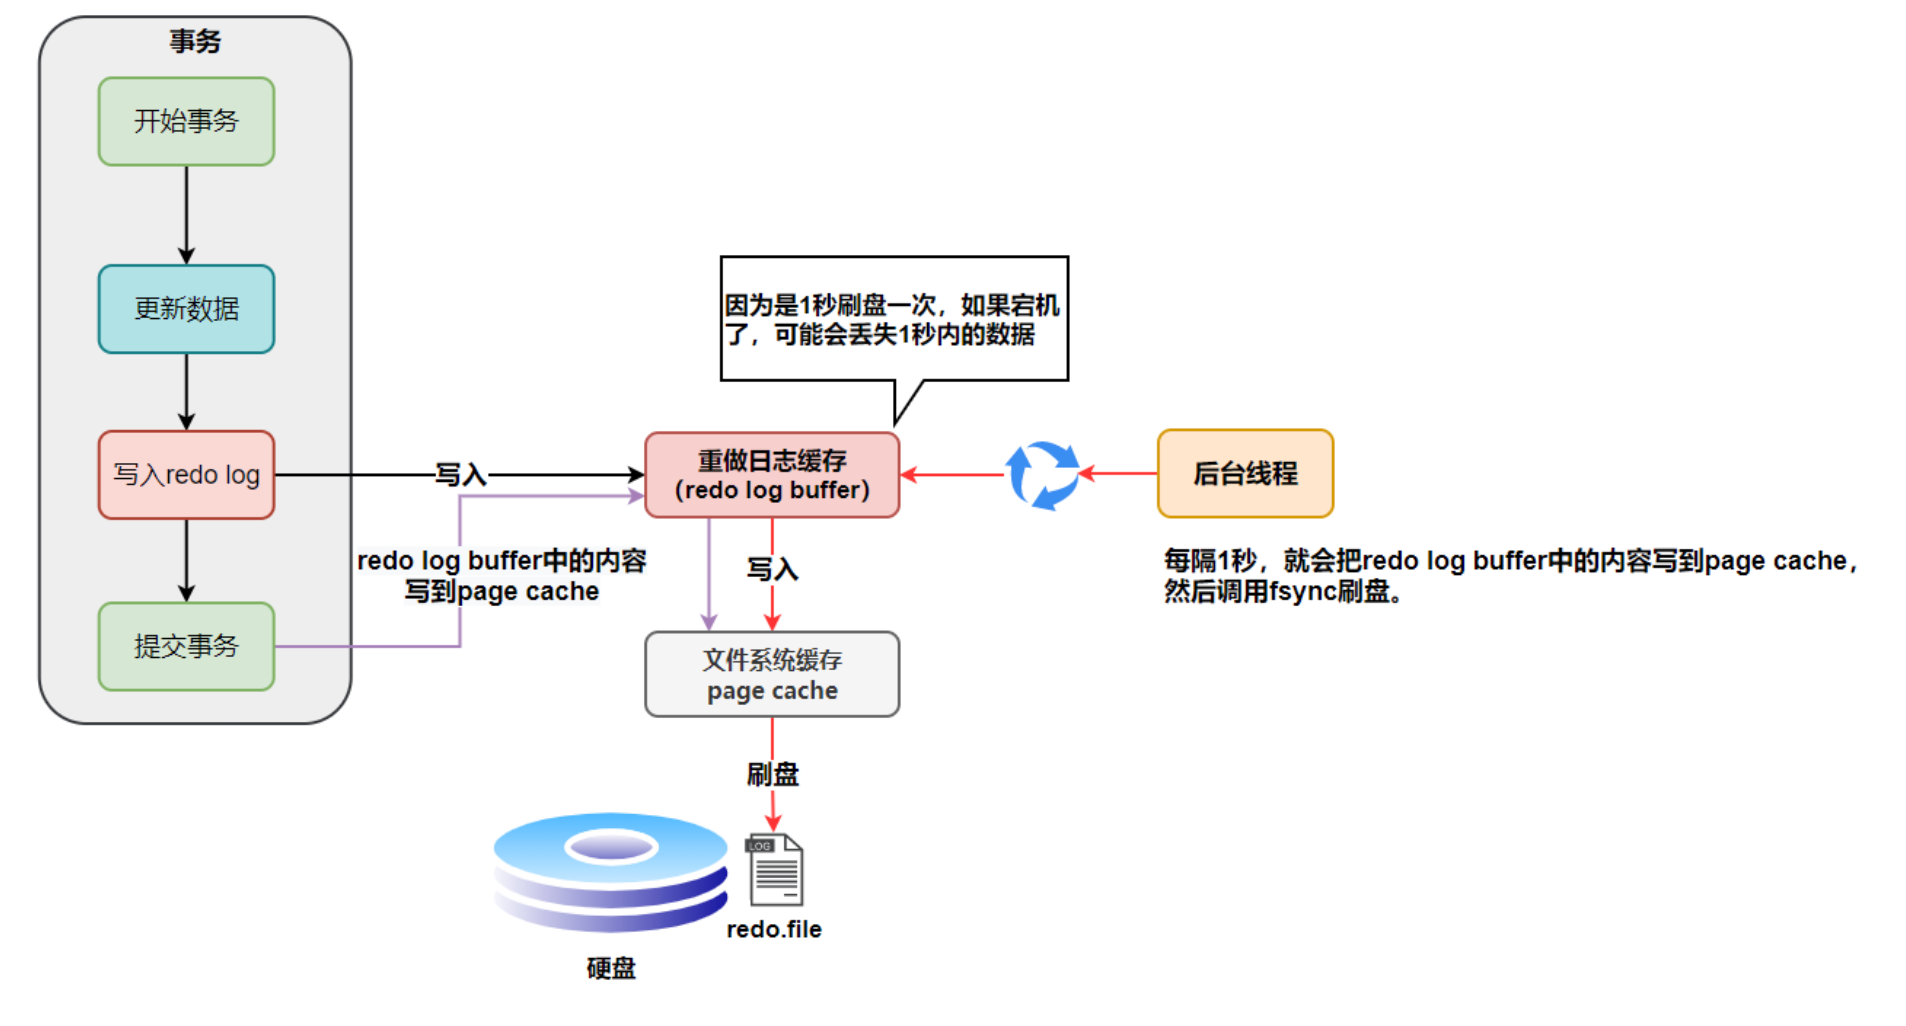 事务
开始事务
更新数据
写入redo log
提交事务
写入
redo log buffer中的内容
写到page cache
因为是1秒刷盘一次，如果宕机
了，可能会丢失1秒内的数据
重做日志缓存
（redo log buffer）
后台线程
每隔1秒，就会把redo log buffer中的内容写到page cache，
然后调用fsync刷盘。
写入
文件系统缓存
page cache
刷盘
LOG
redo.file
硬盘